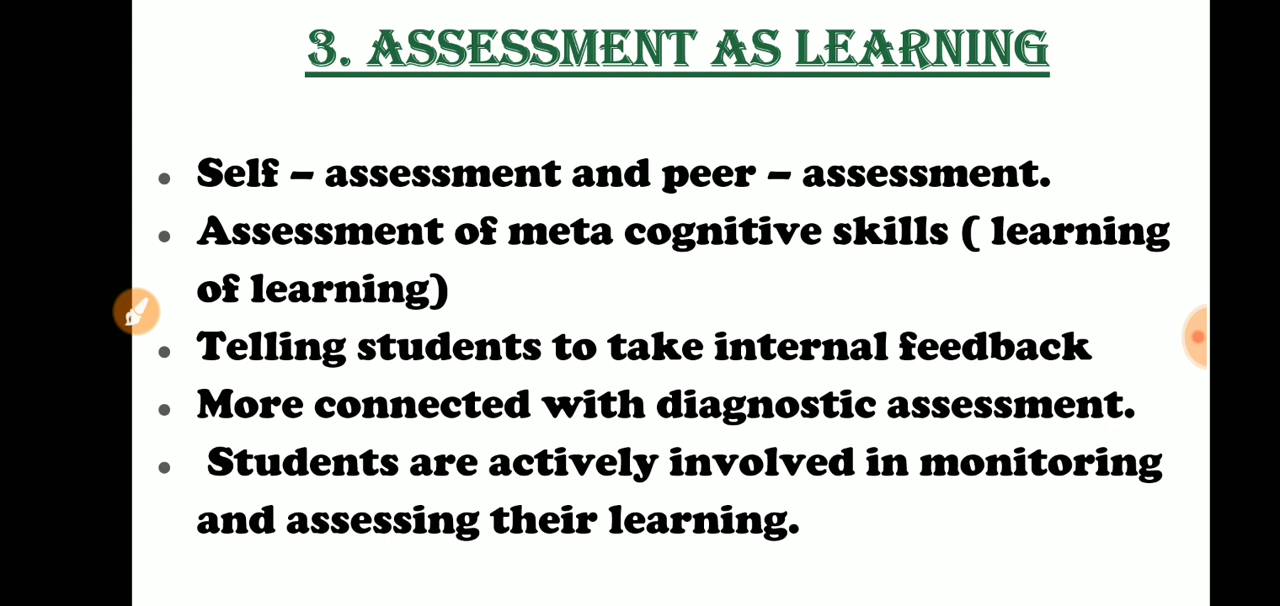 3. ASSESSMENT AS LEARNING
• Self – assessment and peer – assessment.
• Assessment of meta cognitive skills ( learning
of learning)
• Telling students to take internal feedback
• More connected with diagnostic assessment.
• Students are actively involved in monitoring
and assessing their learning.